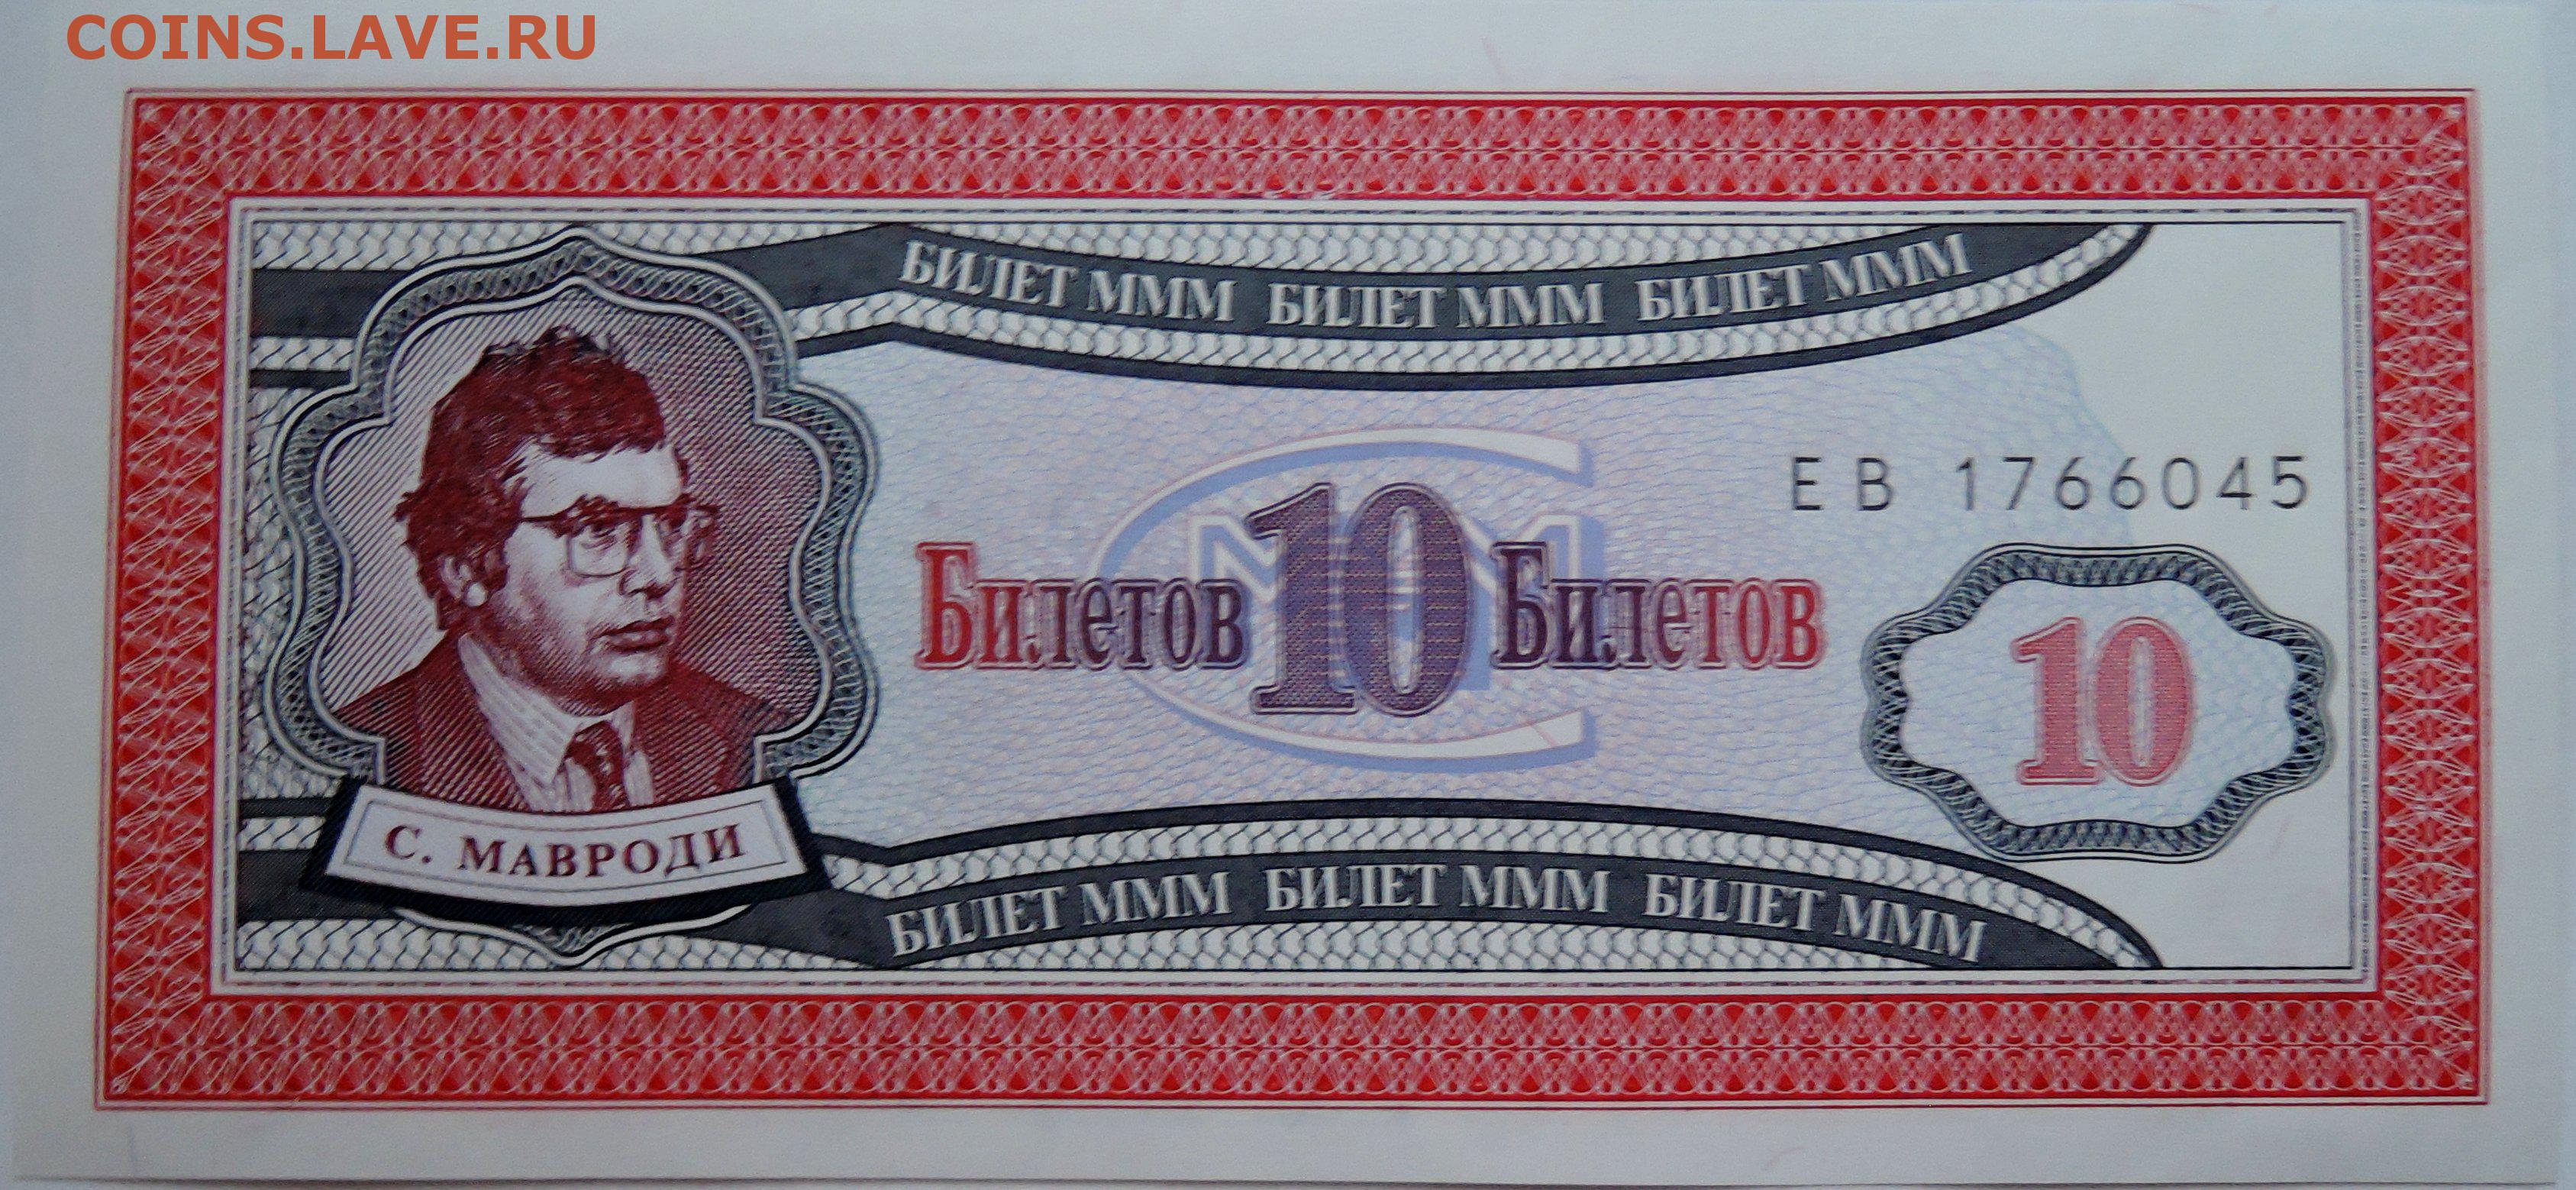 COINS.LAVE.RU
БИЛЕТ МММ БИЛЕТ МММ БИЛЕТ МММ
ЕВ 1766045
ММ
Билетов 10 Билетов
10
С. МАВРОДИ
БИЛЕТ МММ БИЛЕТ МММ БИЛЕТ МММ